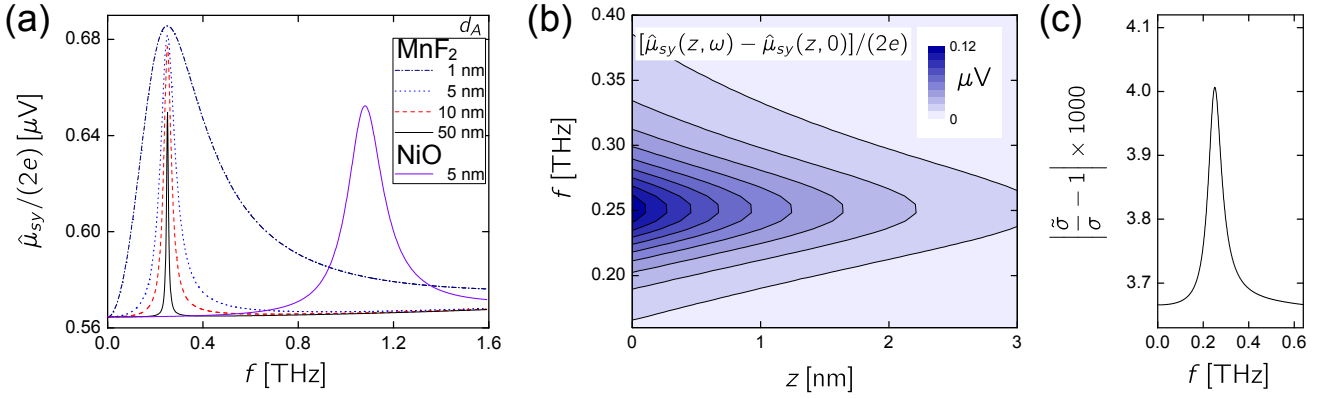 (a)
μ̂_sy/(2e) [μV]
0.68
0.64
0.60
0.56
0.0 0.4 0.8 1.2 1.6
f [THz]
d_A
MnF₂
1 nm
5 nm
10 nm
50 nm
NiO
5 nm
(b)
f [THz]
0.40
0.35
0.30
0.25
0.20
0 1 2 3
z [nm]
[μ̂_sy(z, ω) − μ̂_sy(z, 0)]/(2e)
0.12
μV
0
(c)
|σ̃/σ − 1| × 1000
4.1
4.0
3.9
3.8
3.7
0.0 0.2 0.4 0.6
f [THz]